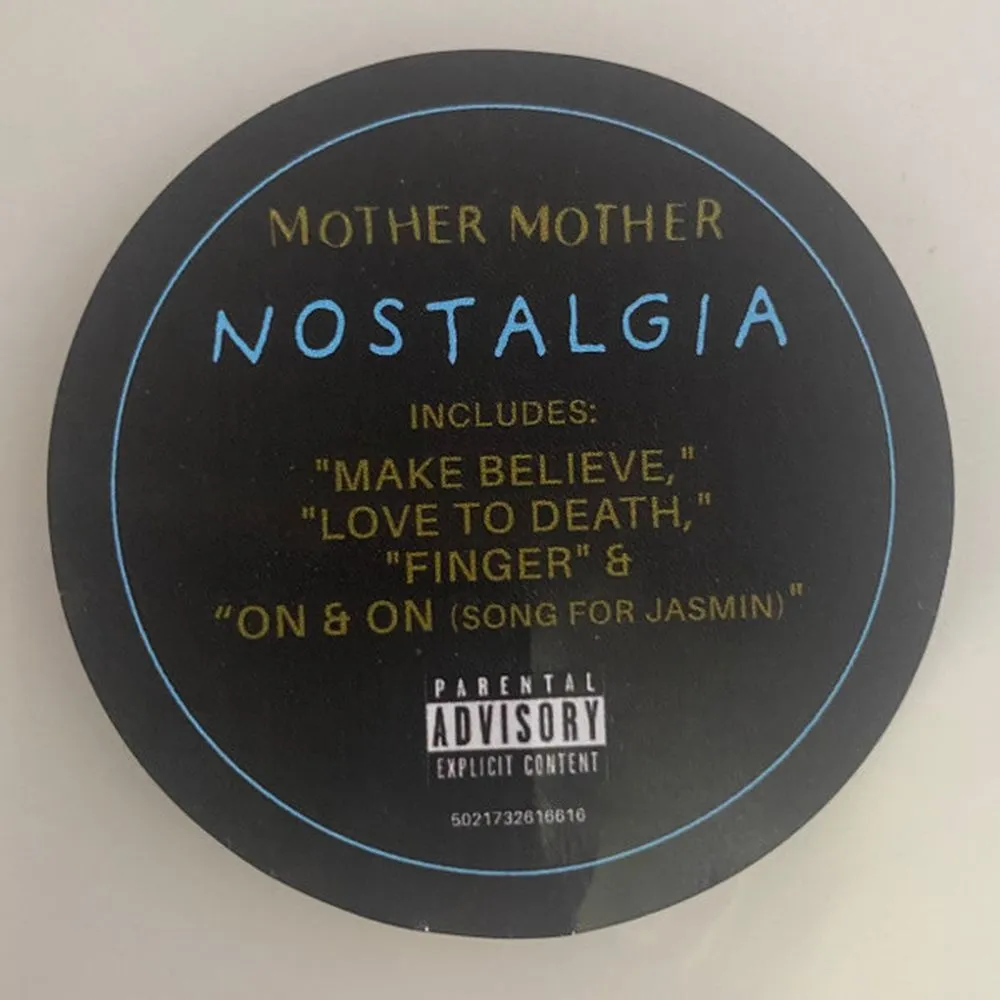 MOTHER MOTHER
NOSTALGIA
INCLUDES:
"MAKE BELIEVE,"
"LOVE TO DEATH,"
"FINGER" &
“ON & ON (SONG FOR JASMIN)"
PARENTAL
ADVISORY
EXPLICIT CONTENT
5021732616616